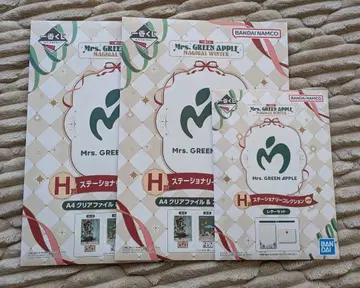 一番くじ
Mrs. GREEN APPLE
MAGICAL WINTER
Mrs. GREEN
H賞
ステーショナリー
A4 クリアファイル &
一番くじ
BANDAI NAMCO
Mrs. GREEN APPLE
MAGICAL WINTER
Mrs. GREEN
H賞
ステーショナリー
A4 クリアファイル &
一番くじ
BANDAI NAMCO
Mrs. GREEN APPLE
MAGICAL WINTER
Mrs. GREEN APPLE
H賞
ステーショナリーコレクション
レターセット
BAN
DAI